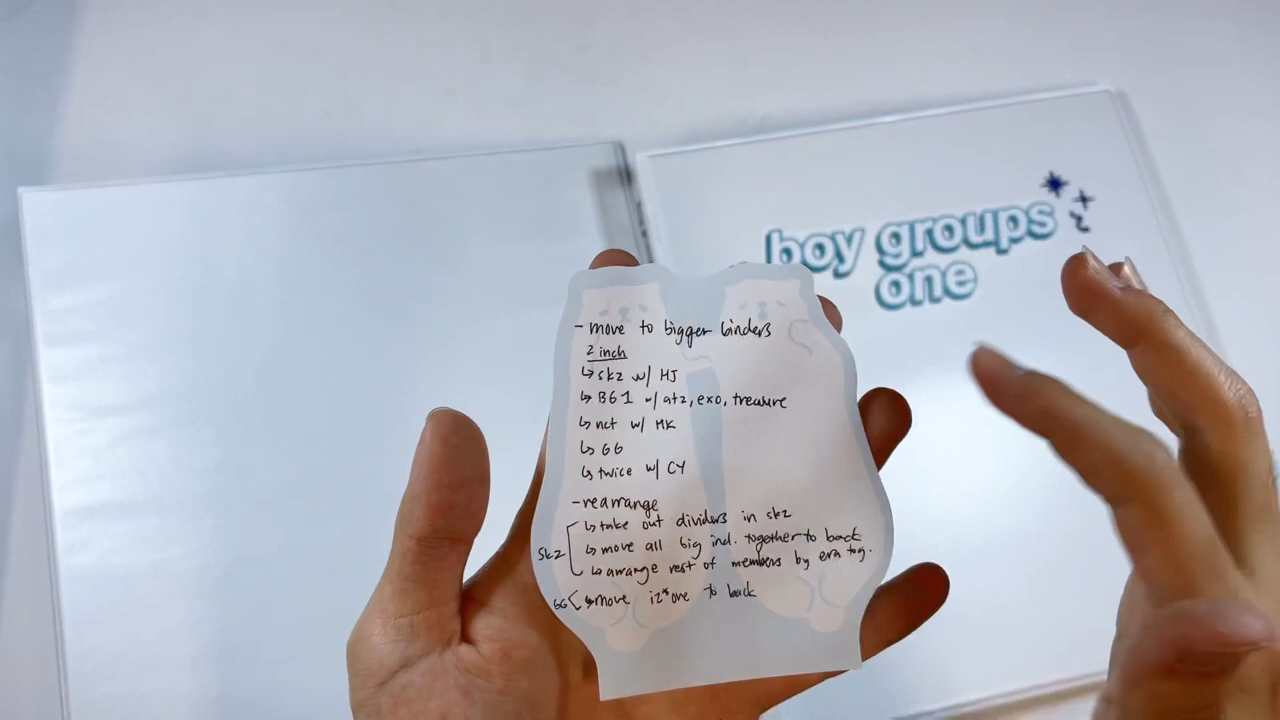 boy groups
one
- move to bigger binders
2 inch
↳ skz w/ HJ
↳ BG1 w/ atz, exo, treasure
↳ nct w/ MK
↳ GG
↳ twice w/ CY
- rearrange
↳ take out dividers in skz
skz ↳ move all big incl. together to back
↳ arrange rest of members by era tog.
GG ↳ move iz*one to back